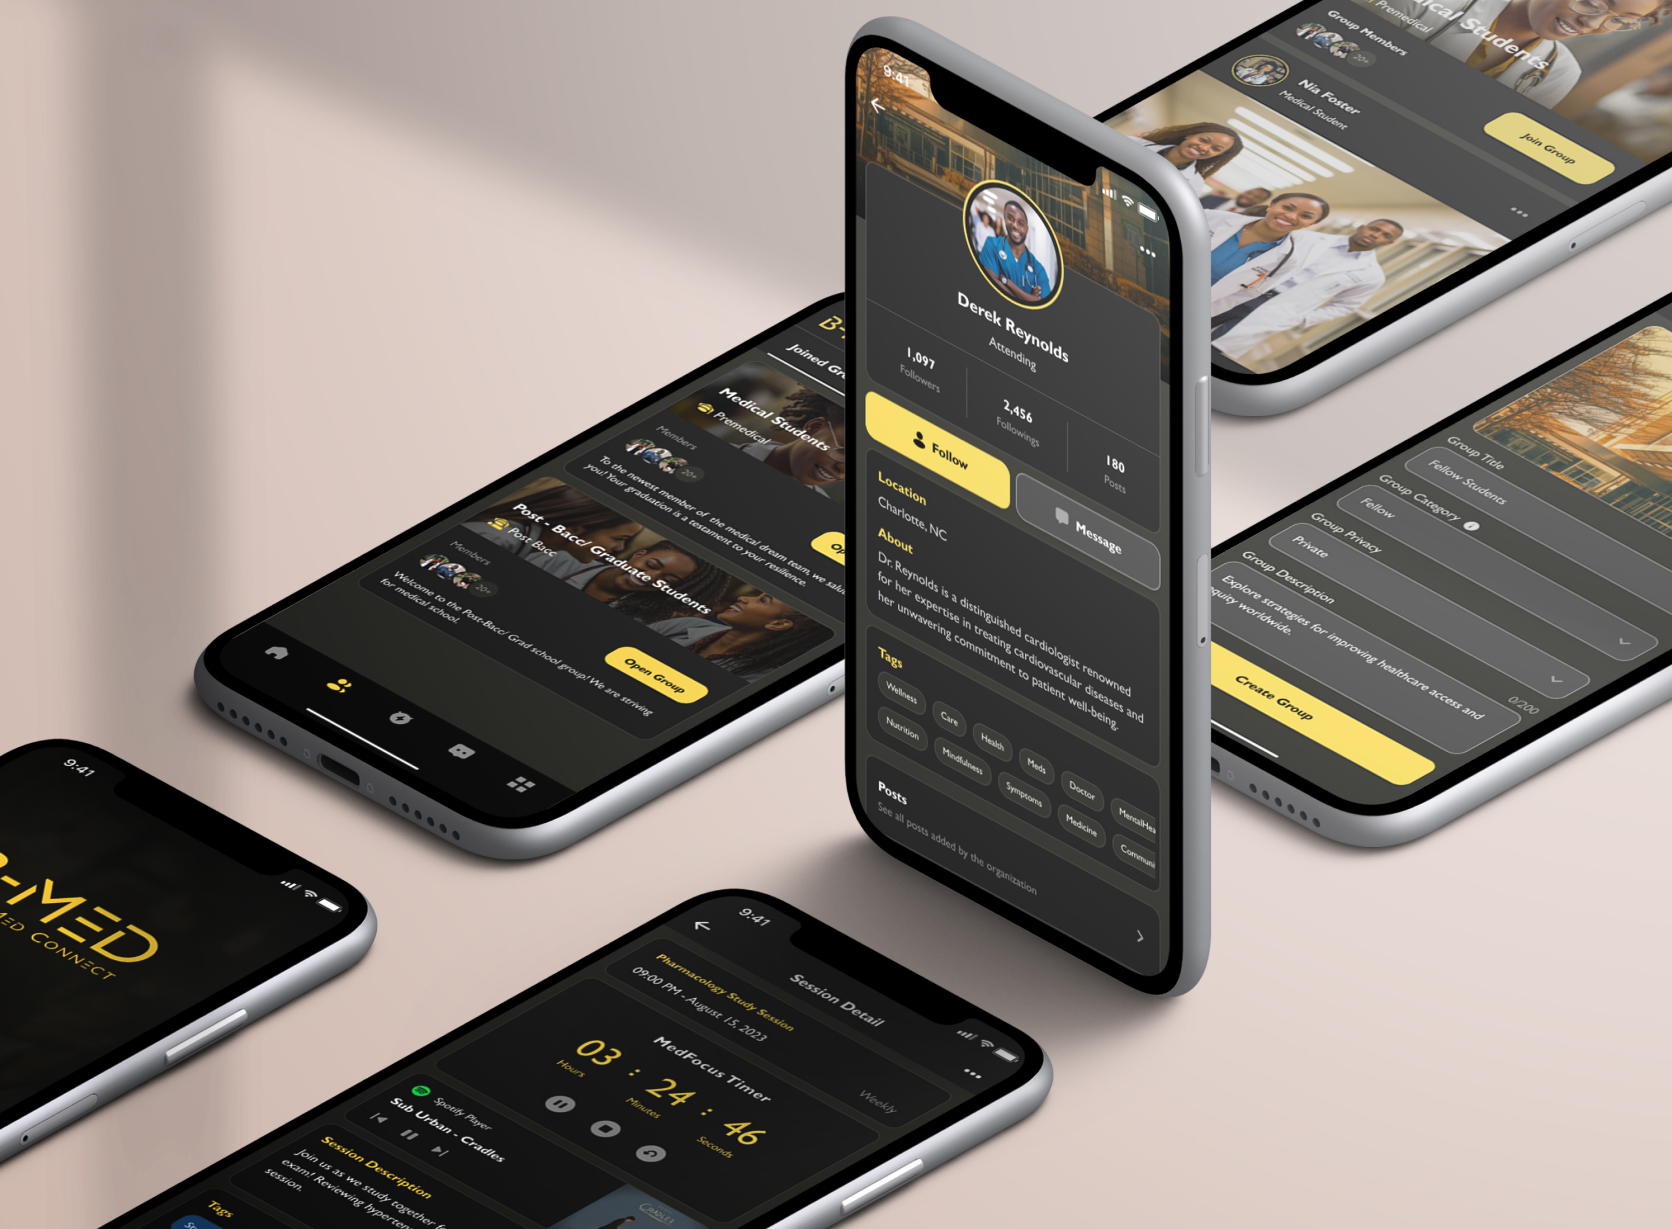 9:41
Derek Reynolds
Attending
1,097
Followers
2,456
Followings
180
Posts
Follow
Message
Location
Charlotte, NC
About
Dr. Reynolds is a distinguished cardiologist renowned
for her expertise in treating cardiovascular diseases and
her unwavering commitment to patient well-being.
Tags
Wellness
Care
Health
Meds
Doctor
Nutrition
Mindfulness
Symptoms
Medicine
Posts
See all posts added by the organization
Medical Students
Premedical
Group Members
20+
Nia Foster
Medical Student
Join Group
B-
Joined
Medical Students
Premedical
Members
20+
To the newest member of the medical dream team, we
you! Your graduation is a testament to your resilience.
Post - Bacc/ Graduate Students
Post Bacc
Members
20+
Welcome to the Post-Bacc/ Grad school group! We are striving
for medical school.
Open Group
Group Title
Fellow Students
Group Category
Fellow
Group Privacy
Private
Group Description
Explore strategies for improving healthcare access and
equity worldwide.
0/200
Create Group
9:41
-MED
MED CONNECT
9:41
Session Detail
Pharmacology Study Session
09:00 PM - August 15, 2023
Weekly
MedFocus Timer
03 : 24 : 46
Hours
Minutes
Seconds
Spotify Player
Sub Urban - Cradles
CRADLES
Session Description
Join us as we study together
exam! Reviewing
session.
Tags